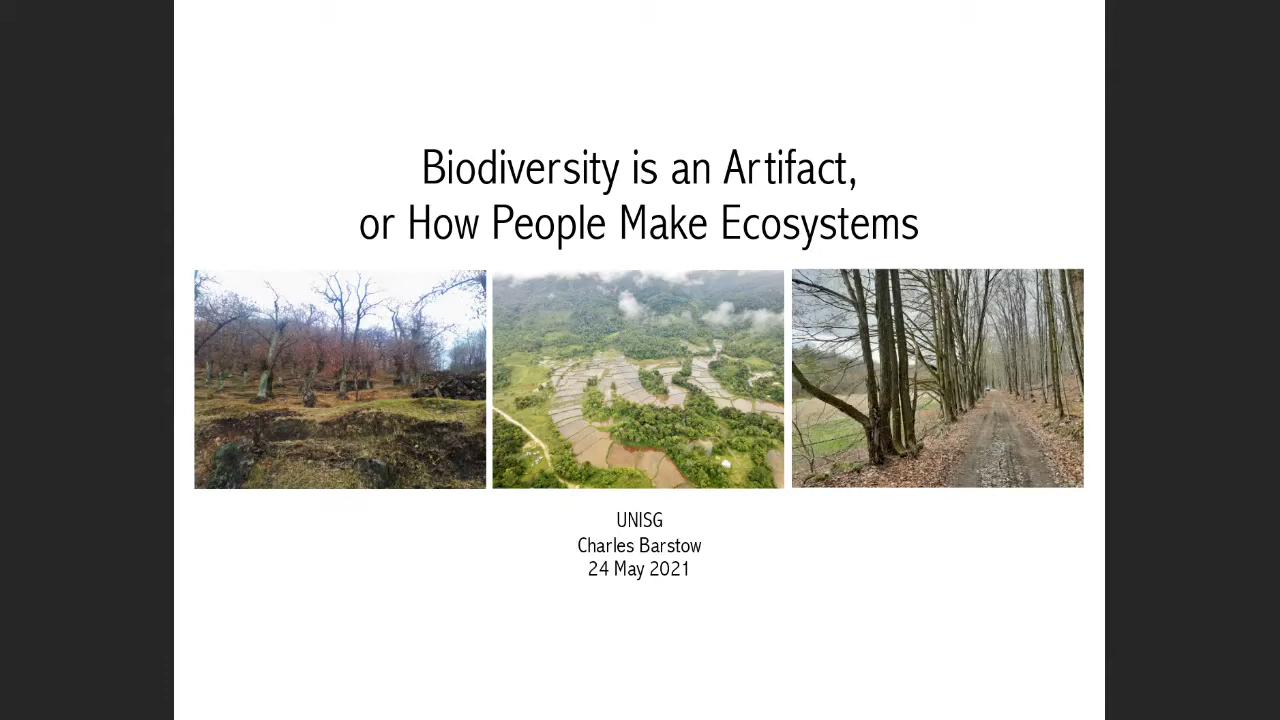 Biodiversity is an Artifact,
or How People Make Ecosystems
UNISG
Charles Barstow
24 May 2021